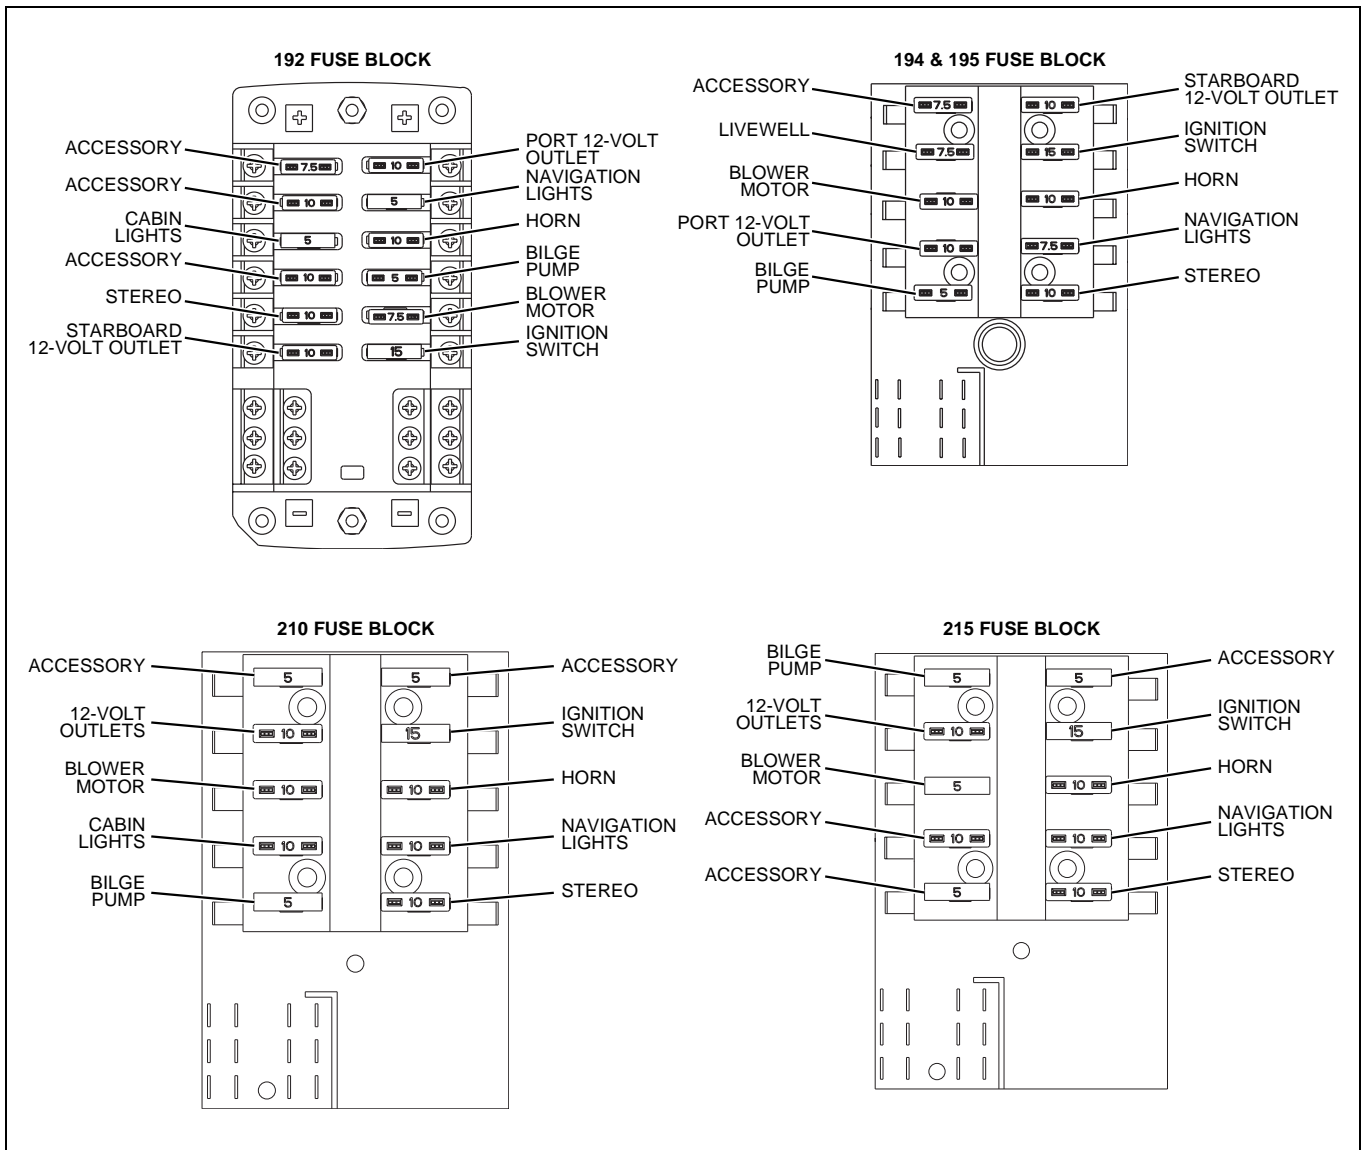 192 FUSE BLOCK
ACCESSORY
ACCESSORY
CABIN
LIGHTS
ACCESSORY
STEREO
STARBOARD
12-VOLT OUTLET
7.5
10
5
10
10
10
10
5
10
5
7.5
15
PORT 12-VOLT
OUTLET
NAVIGATION
LIGHTS
HORN
BILGE
PUMP
BLOWER
MOTOR
IGNITION
SWITCH
194 & 195 FUSE BLOCK
ACCESSORY
LIVEWELL
BLOWER
MOTOR
PORT 12-VOLT
OUTLET
BILGE
PUMP
7.5
7.5
10
10
5
10
15
10
7.5
10
STARBOARD
12-VOLT OUTLET
IGNITION
SWITCH
HORN
NAVIGATION
LIGHTS
STEREO
210 FUSE BLOCK
ACCESSORY
12-VOLT
OUTLETS
BLOWER
MOTOR
CABIN
LIGHTS
BILGE
PUMP
5
10
10
10
5
5
15
10
10
10
ACCESSORY
IGNITION
SWITCH
HORN
NAVIGATION
LIGHTS
STEREO
215 FUSE BLOCK
BILGE
PUMP
12-VOLT
OUTLETS
BLOWER
MOTOR
ACCESSORY
ACCESSORY
5
10
5
10
5
5
15
10
10
10
ACCESSORY
IGNITION
SWITCH
HORN
NAVIGATION
LIGHTS
STEREO